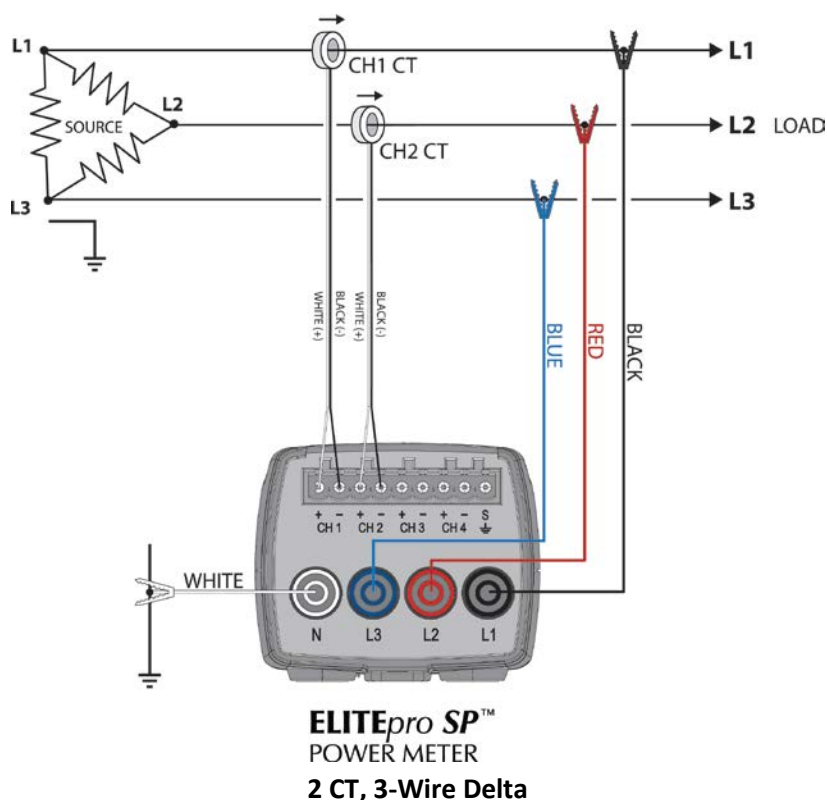 L1
L2
SOURCE
L3
CH1 CT
CH2 CT
L1
L2 LOAD
L3
WHITE (+)
BLACK (-)
WHITE (+)
BLACK (-)
BLUE
RED
BLACK
+ − + − + − + − S
CH 1 CH 2 CH 3 CH 4
WHITE
N L3 L2 L1
ELITEpro SP™
POWER METER
2 CT, 3-Wire Delta